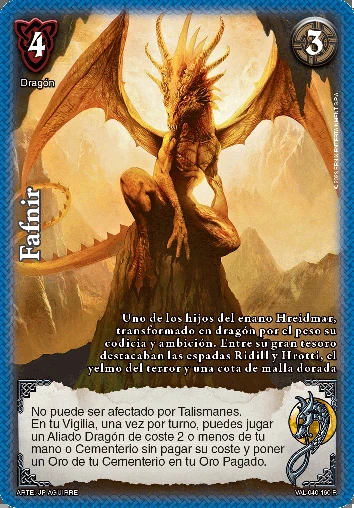 4
3
Dragón
Fafnir
Uno de los hijos del enano Hreidmar,
transformado en dragón por el peso su
codicia y ambición. Entre su gran tesoro
destacaban las espadas Ridill y Hrotti, el
yelmo del terror y una cota de malla dorada
No puede ser afectado por Talismanes.
En tu Vigilia, una vez por turno, puedes jugar
un Aliado Dragón de coste 2 o menos de tu
mano o Cementerio sin pagar su coste y poner
un Oro de tu Cementerio en tu Oro Pagado.
ARTE: JP AGUIRRE